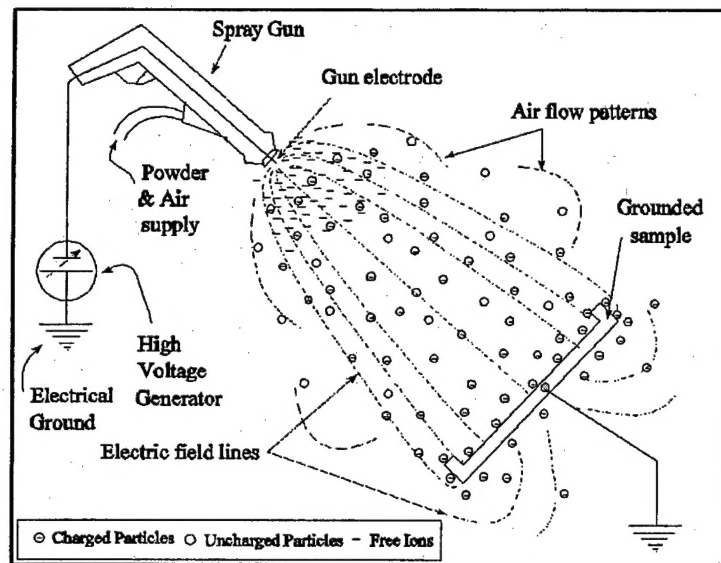 Spray Gun
Gun electrode
Air flow patterns
Powder
& Air
supply
Grounded
sample
High
Voltage
Generator
Electrical
Ground
Electric field lines
⊖ Charged Particles ○ Uncharged Particles - Free Ions